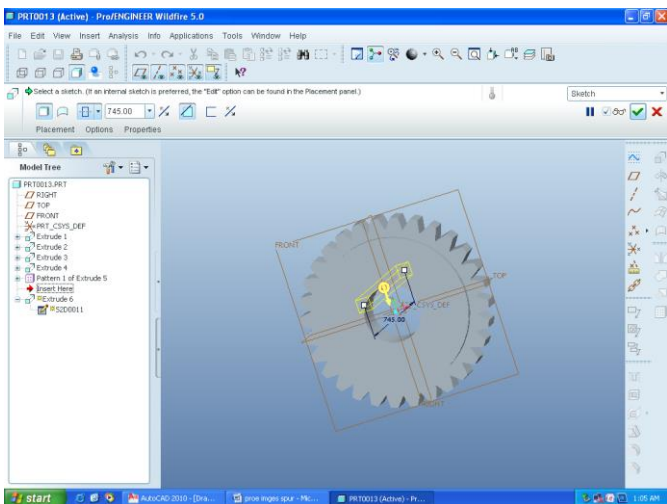 PRT0013 (Active) - Pro/ENGINEER Wildfire 5.0
File Edit View Insert Analysis Info Applications Tools Window Help
Select a sketch. (If an internal sketch is preferred, the "Edit" option can be found in the Placement panel.)
Sketch
745.00
Placement Options Properties
Model Tree
PRT0013.PRT
RIGHT
TOP
FRONT
PRT_CSYS_DEF
Extrude 1
Extrude 2
Extrude 3
Extrude 4
Pattern 1 of Extrude 5
Insert Here
Extrude 6
S2D0011
FRONT
TOP
CSYS_DEF
745.00
start
AutoCAD 2010 - [Dra...
proe imges spur - Mic...
PRT0013 (Active) - Pr...
1:05 AM